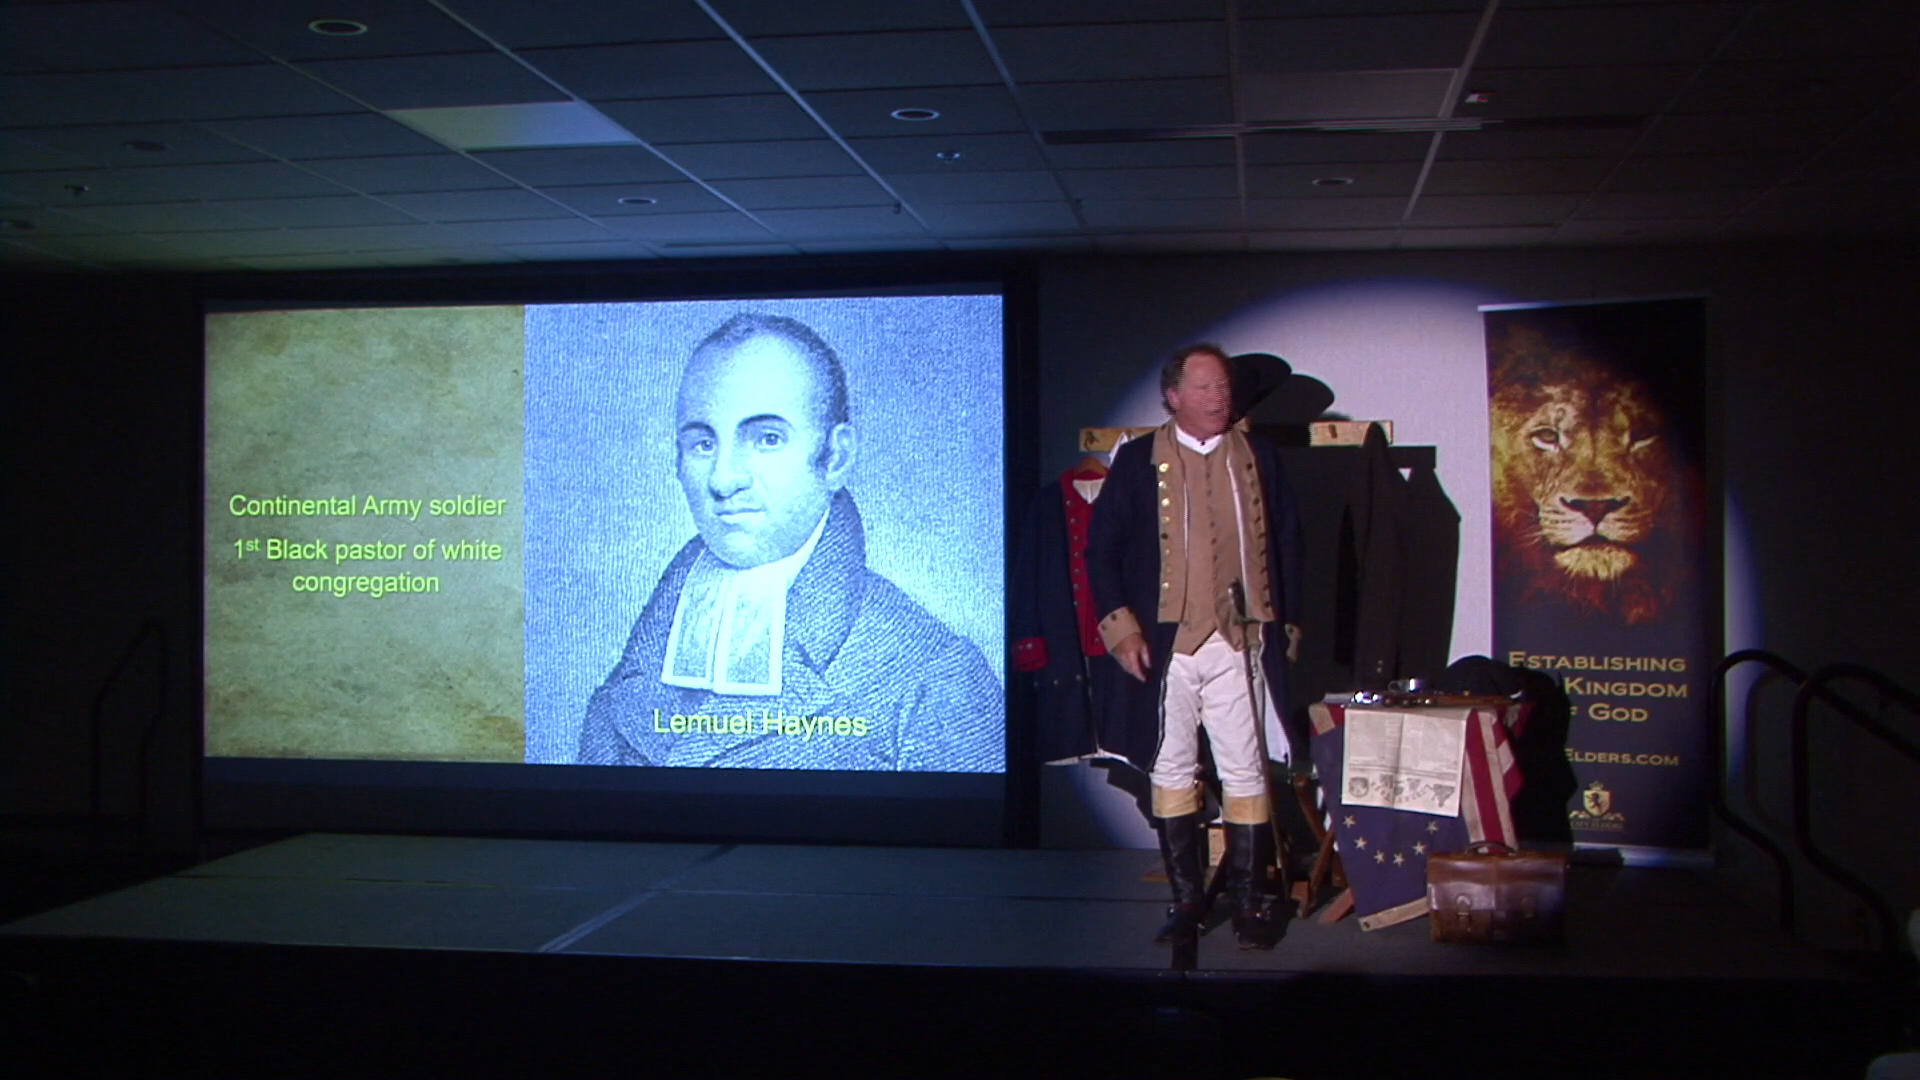 Continental Army soldier
1st Black pastor of white
congregation
Lemuel Haynes
ESTABLISHING
KINGDOM
GOD
ELDERS.COM